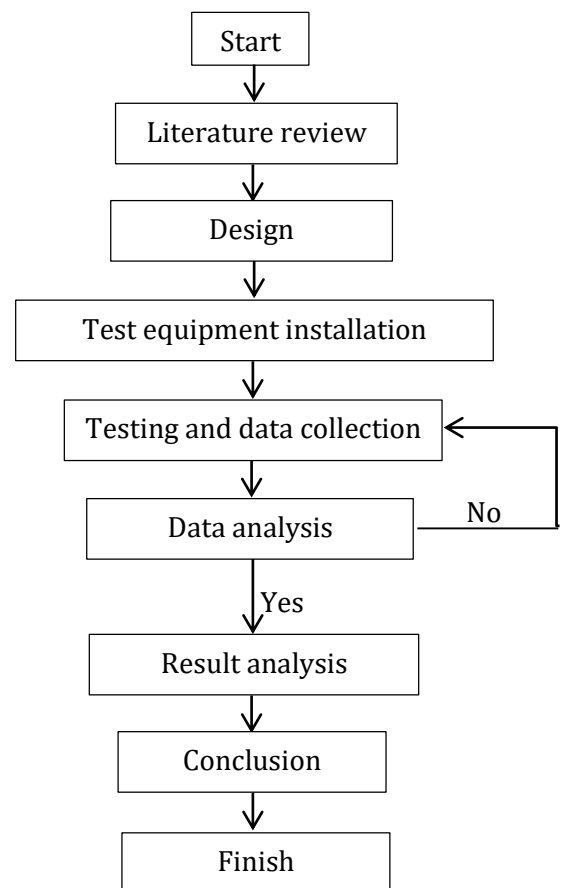 Start
Literature review
Design
Test equipment installation
Testing and data collection
No
Data analysis
Yes
Result analysis
Conclusion
Finish